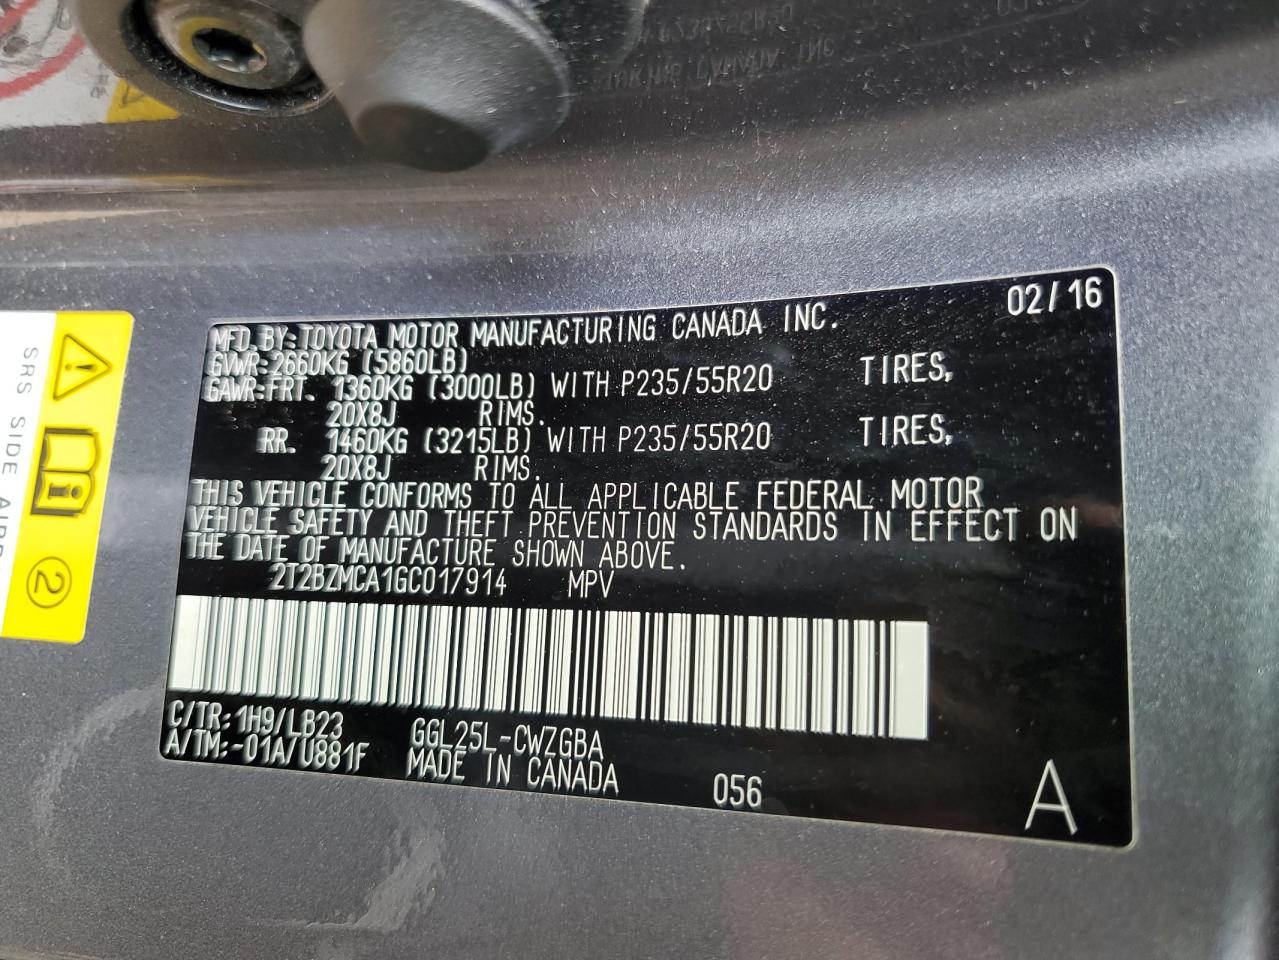 MFD. BY: TOYOTA MOTOR MANUFACTURING CANADA INC. 02/16
GVWR: 2660KG (5860LB)
GAWR: FRT. 1360KG (3000LB) WITH P235/55R20 TIRES,
20X8J RIMS.
RR. 1460KG (3215LB) WITH P235/55R20 TIRES,
20X8J RIMS.
THIS VEHICLE CONFORMS TO ALL APPLICABLE FEDERAL MOTOR
VEHICLE SAFETY AND THEFT PREVENTION STANDARDS IN EFFECT ON
THE DATE OF MANUFACTURE SHOWN ABOVE.
2T2BZMCA1GC017914 MPV
C/TR: 1H9/LB23 GGL25L-CWZGBA
A/TM: -01A/U881F MADE IN CANADA 056 A
SRS SIDE
2